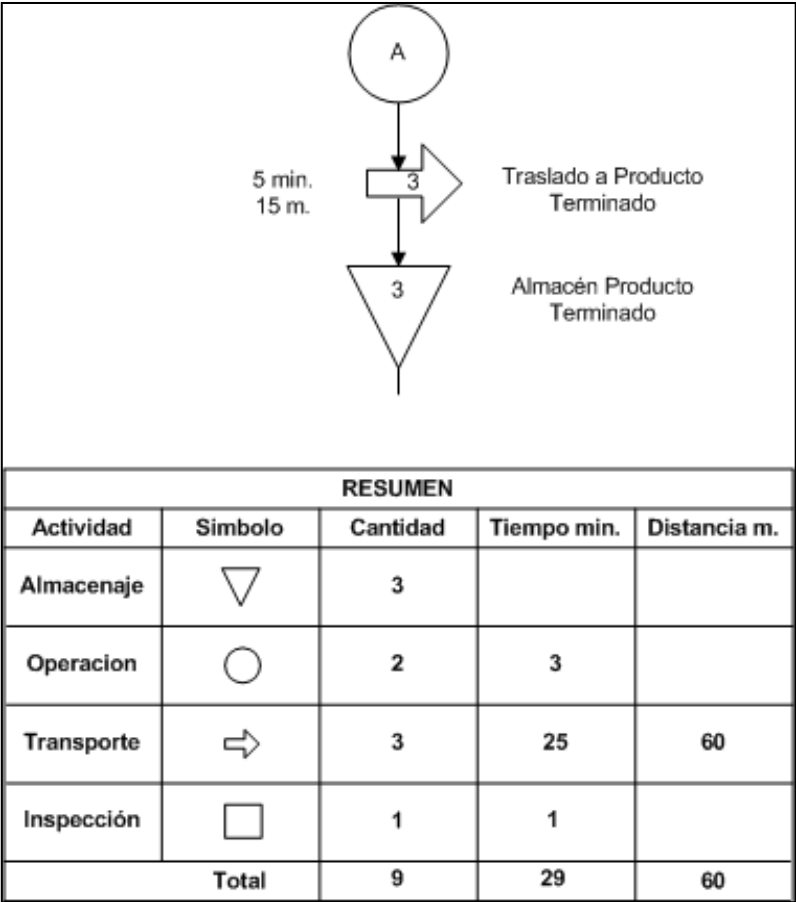 A
5 min.
15 m.
3
Traslado a Producto
Terminado
3
Almacén Producto
Terminado
RESUMEN
Actividad Simbolo Cantidad Tiempo min. Distancia m.
Almacenaje 3
Operacion 2 3
Transporte 3 25 60
Inspección 1 1
Total 9 29 60